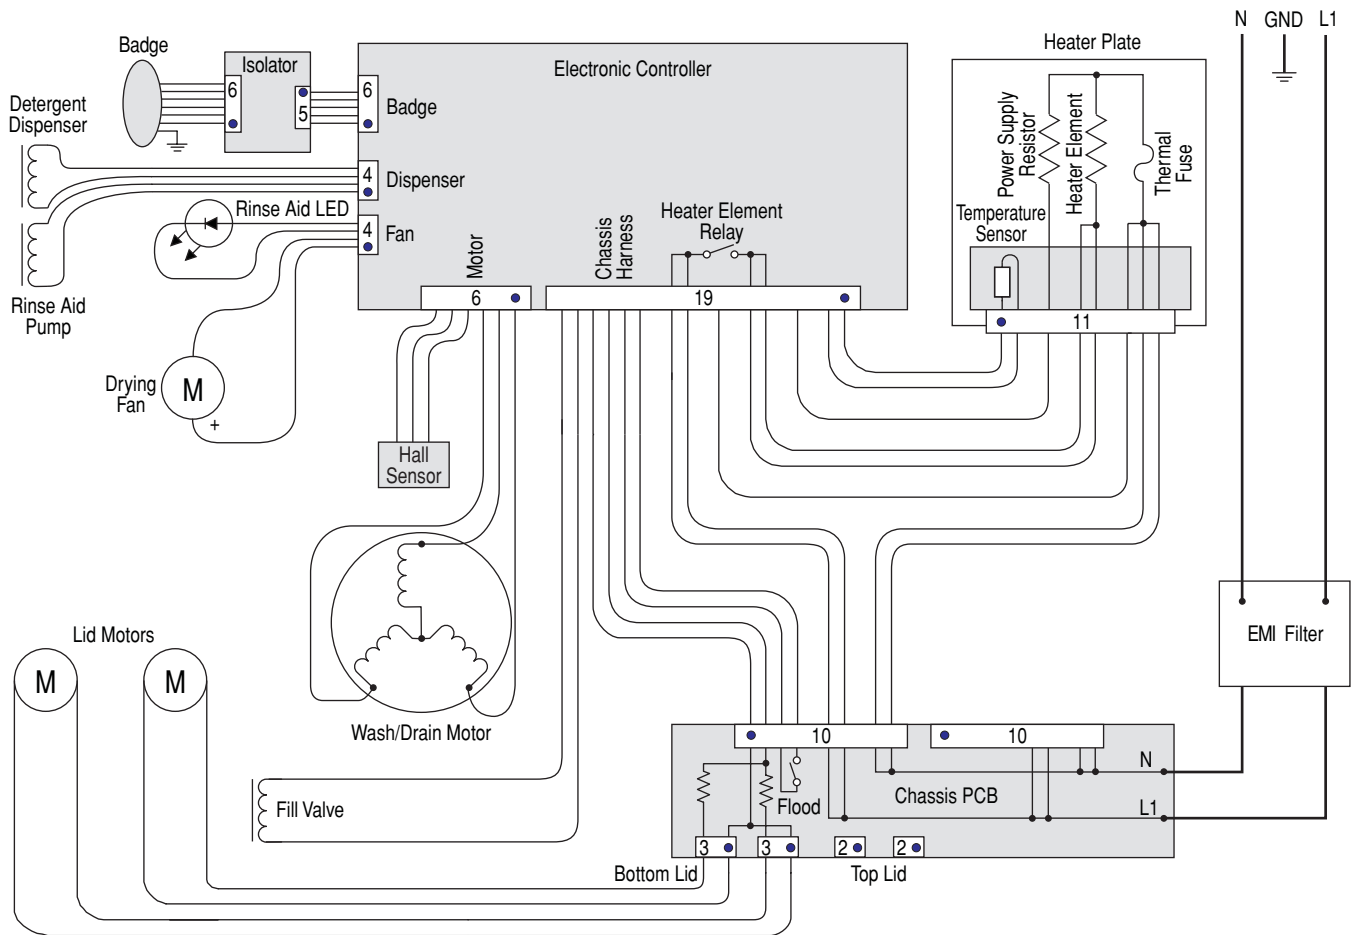 N GND L1
Badge
Isolator
Electronic Controller
Heater Plate
6
6
5
Badge
Detergent
Dispenser
4
Dispenser
Rinse Aid LED
4
Fan
Rinse Aid
Pump
Motor
Chassis
Harness
Heater Element
Relay
Power Supply
Resistor
Heater Element
Thermal
Fuse
Temperature
Sensor
6
19
11
Drying
Fan
M
+
Hall
Sensor
EMI Filter
Lid Motors
M
M
Wash/Drain Motor
10
10
N
Fill Valve
Flood
Chassis PCB
L1
3
3
2
2
Bottom Lid
Top Lid